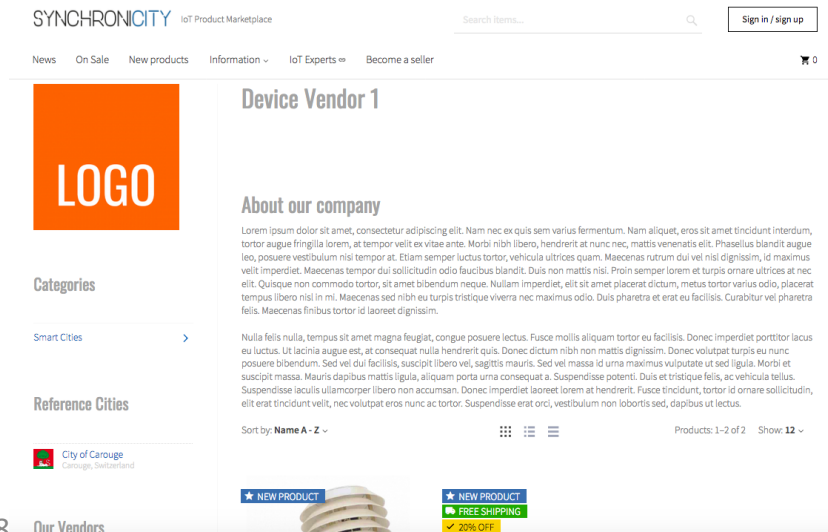 SYNCHRONICITY IoT Product Marketplace
Search items...
Sign in / sign up
News On Sale New products Information IoT Experts Become a seller
0
LOGO
Device Vendor 1
About our company
Lorem ipsum dolor sit amet, consectetur adipiscing elit. Nam nec ex quis sem varius fermentum. Nam aliquet, eros sit amet tincidunt interdum,
tortor augue fringilla lorem, at tempor velit ex vitae ante. Morbi nibh libero, hendrerit at nunc nec, mattis venenatis elit. Phasellus blandit augue
leo, posuere vestibulum nisi tempor at. Etiam semper luctus tortor, vehicula ultrices quam. Maecenas rutrum dui vel nisl dignissim, id maximus
velit imperdiet. Maecenas tempor dui sollicitudin odio faucibus blandit. Duis non mattis nisi. Proin semper lorem et turpis ornare ultrices at nec
elit. Quisque non commodo tortor, sit amet bibendum neque. Nullam imperdiet, elit sit amet placerat dictum, metus tortor varius odio, placerat
tempus libero nisl in mi. Maecenas sed nibh eu turpis tristique viverra nec maximus odio. Duis pharetra et erat eu facilisis. Curabitur vel pharetra
felis. Maecenas finibus tortor id laoreet dignissim.
Nulla felis nulla, tempus sit amet magna feugiat, congue posuere lectus. Fusce mollis aliquam tortor eu facilisis. Donec imperdiet porttitor lacus
eu luctus. Ut lacinia augue est, at consequat nulla hendrerit quis. Donec dictum nibh non mattis dignissim. Donec volutpat turpis eu nunc
posuere bibendum. Sed vel dui facilisis, suscipit libero vel, sagittis mauris. Sed vel massa id urna maximus vulputate ut sed ligula. Morbi et
suscipit massa. Mauris dapibus mattis ligula, aliquam porta urna consequat a. Suspendisse potenti. Duis et tristique felis, ac vehicula tellus.
Suspendisse iaculis ullamcorper libero non accumsan. Donec imperdiet laoreet lorem at hendrerit. Fusce tincidunt, tortor id ornare sollicitudin,
elit erat tincidunt velit, nec volutpat eros nunc ac tortor. Suspendisse erat orci, vestibulum non lobortis sed, dapibus ut lectus.
Categories
Smart Cities
Reference Cities
City of Carouge
Carouge, Switzerland
Our Vendors
Sort by: Name A - Z Products: 1–2 of 2 Show: 12
NEW PRODUCT
NEW PRODUCT
FREE SHIPPING
20% OFF